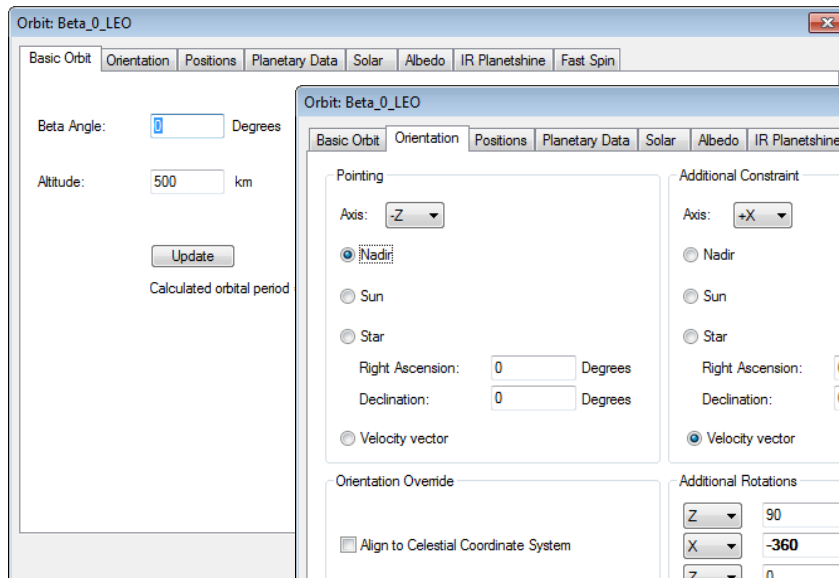 Orbit: Beta_0_LEO
Basic Orbit Orientation Positions Planetary Data Solar Albedo IR Planetshine Fast Spin
Beta Angle: 0 Degrees
Altitude: 500 km
Update
Calculated orbital period
Orbit: Beta_0_LEO
Basic Orbit Orientation Positions Planetary Data Solar Albedo IR Planetshine
Pointing
Axis: -Z
Nadir
Sun
Star
Right Ascension: 0 Degrees
Declination: 0 Degrees
Velocity vector
Additional Constraint
Axis: +X
Nadir
Sun
Star
Right Ascension:
Declination:
Velocity vector
Orientation Override
Align to Celestial Coordinate System
Additional Rotations
Z 90
X -360
Z 0